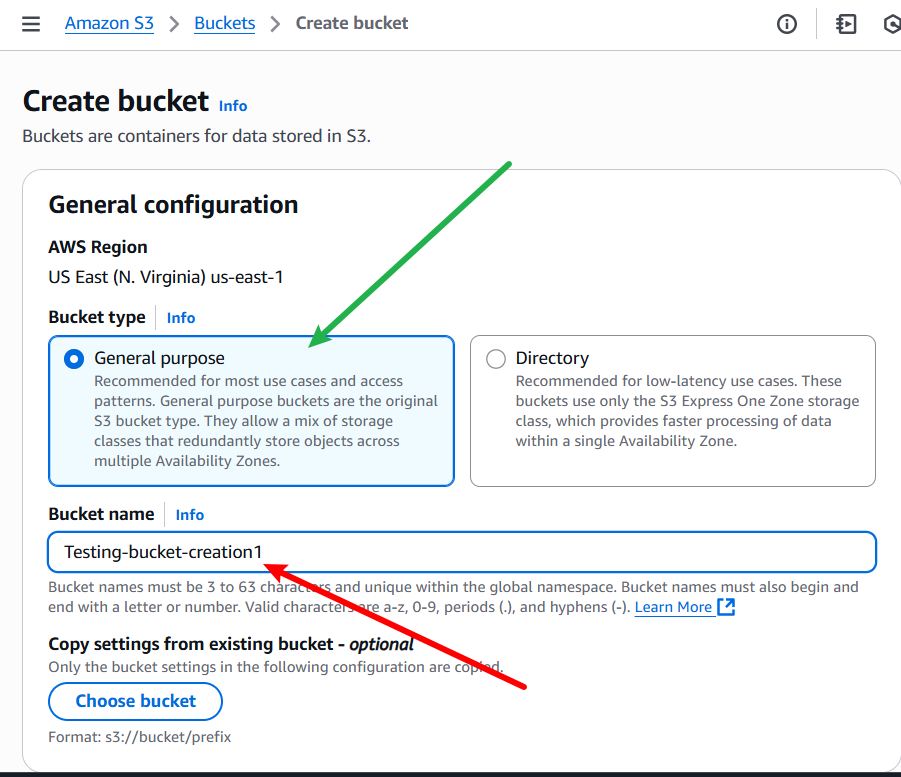 Amazon S3 > Buckets > Create bucket
Create bucket Info
Buckets are containers for data stored in S3.
General configuration
AWS Region
US East (N. Virginia) us-east-1
Bucket type Info
General purpose
Recommended for most use cases and access
patterns. General purpose buckets are the original
S3 bucket type. They allow a mix of storage
classes that redundantly store objects across
multiple Availability Zones.
Directory
Recommended for low-latency use cases. These
buckets use only the S3 Express One Zone storage
class, which provides faster processing of data
within a single Availability Zone.
Bucket name Info
Testing-bucket-creation1
Bucket names must be 3 to 63 characters and unique within the global namespace. Bucket names must also begin and
end with a letter or number. Valid characters are a-z, 0-9, periods (.), and hyphens (-). Learn More
Copy settings from existing bucket - optional
Only the bucket settings in the following configuration are copied.
Choose bucket
Format: s3://bucket/prefix